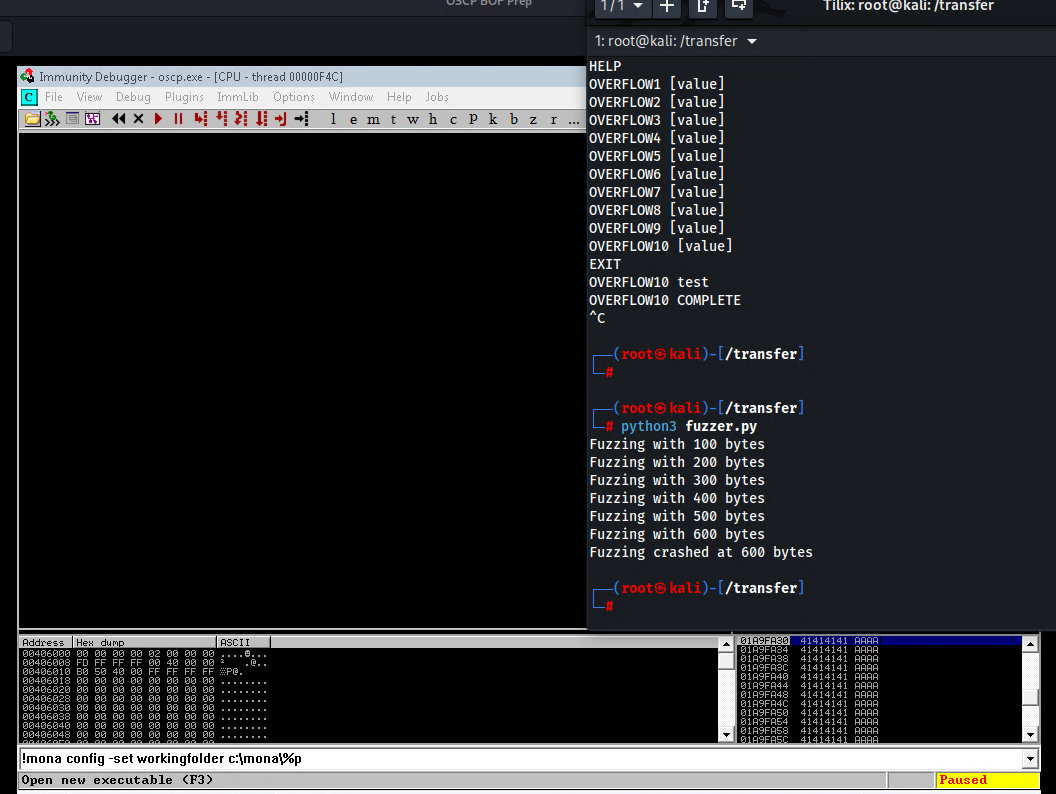 OSCP BOF Prep
1/1
Tilix: root@kali: /transfer
1: root@kali: /transfer
Immunity Debugger - oscp.exe - [CPU - thread 00000F4C]
C File View Debug Plugins ImmLib Options Window Help Jobs
l e m t w h c P k b z r ...
HELP
OVERFLOW1 [value]
OVERFLOW2 [value]
OVERFLOW3 [value]
OVERFLOW4 [value]
OVERFLOW5 [value]
OVERFLOW6 [value]
OVERFLOW7 [value]
OVERFLOW8 [value]
OVERFLOW9 [value]
OVERFLOW10 [value]
EXIT
OVERFLOW10 test
OVERFLOW10 COMPLETE
^C
┌──(root㉿kali)-[/transfer]
└─#
┌──(root㉿kali)-[/transfer]
└─# python3 fuzzer.py
Fuzzing with 100 bytes
Fuzzing with 200 bytes
Fuzzing with 300 bytes
Fuzzing with 400 bytes
Fuzzing with 500 bytes
Fuzzing with 600 bytes
Fuzzing crashed at 600 bytes
┌──(root㉿kali)-[/transfer]
└─#
Address Hex dump ASCII
00406000 00 00 00 00 02 00 00 00
00406008 FD FF FF FF 00 40 00 00 ² .@..
00406010 B0 50 40 00 FF FF FF FF ░P@.
00406018 00 00 00 00 00 00 00 00 ........
00406020 00 00 00 00 00 00 00 00 ........
00406028 00 00 00 00 00 00 00 00 ........
00406030 00 00 00 00 00 00 00 00 ........
00406038 00 00 00 00 00 00 00 00 ........
00406040 00 00 00 00 00 00 00 00 ........
00406048 00 00 00 00 00 00 00 00 ........
01A9FA30 41414141 AAAA
01A9FA34 41414141 AAAA
01A9FA38 41414141 AAAA
01A9FA3C 41414141 AAAA
01A9FA40 41414141 AAAA
01A9FA44 41414141 AAAA
01A9FA48 41414141 AAAA
01A9FA4C 41414141 AAAA
01A9FA50 41414141 AAAA
01A9FA54 41414141 AAAA
01A9FA58 41414141 AAAA
01A9FA5C 41414141 AAAA
!mona config -set workingfolder c:\mona\%p
Open new executable (F3)
Paused